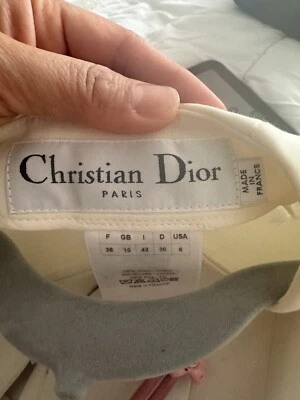 Christian Dior
PARIS
MADE
IN
FRANCE
F GB I D USA
38 10 42 36 6